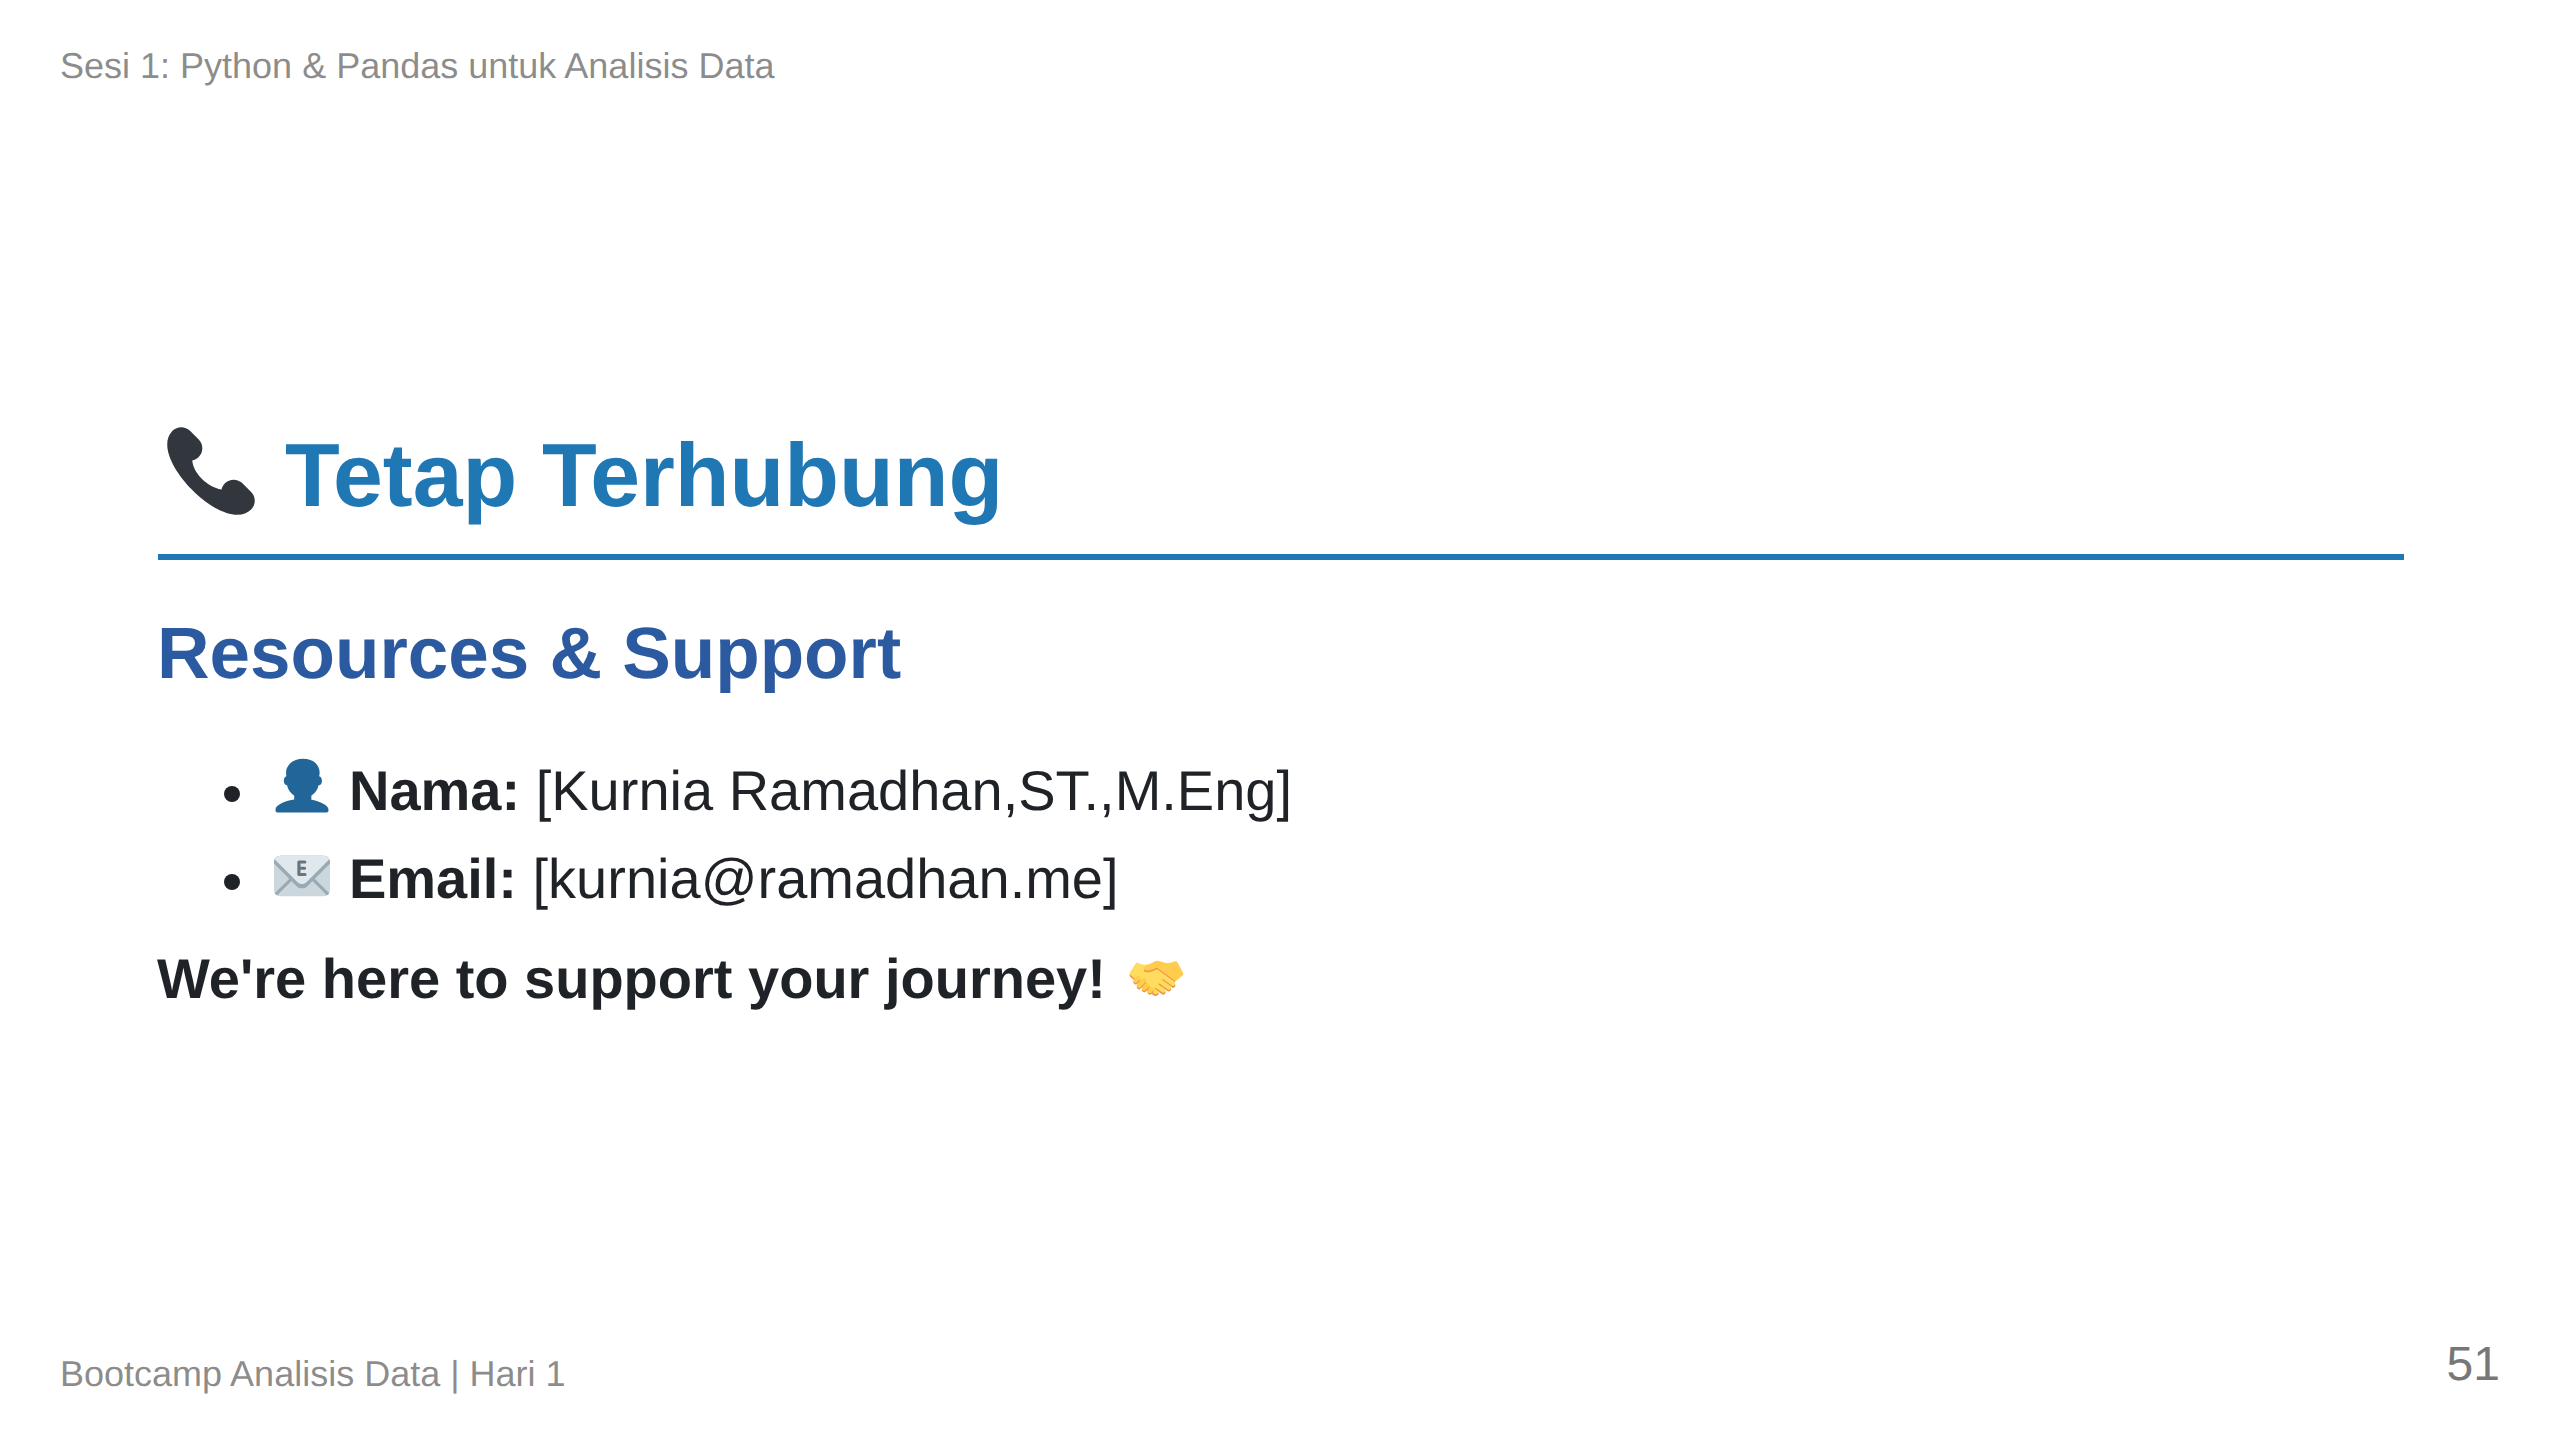 Sesi 1: Python & Pandas untuk Analisis Data
📞 Tetap Terhubung
Resources & Support
• 👤 Nama: [Kurnia Ramadhan,ST.,M.Eng]
• 📧 Email: [kurnia@ramadhan.me]
We're here to support your journey! 🤝
Bootcamp Analisis Data | Hari 1
51